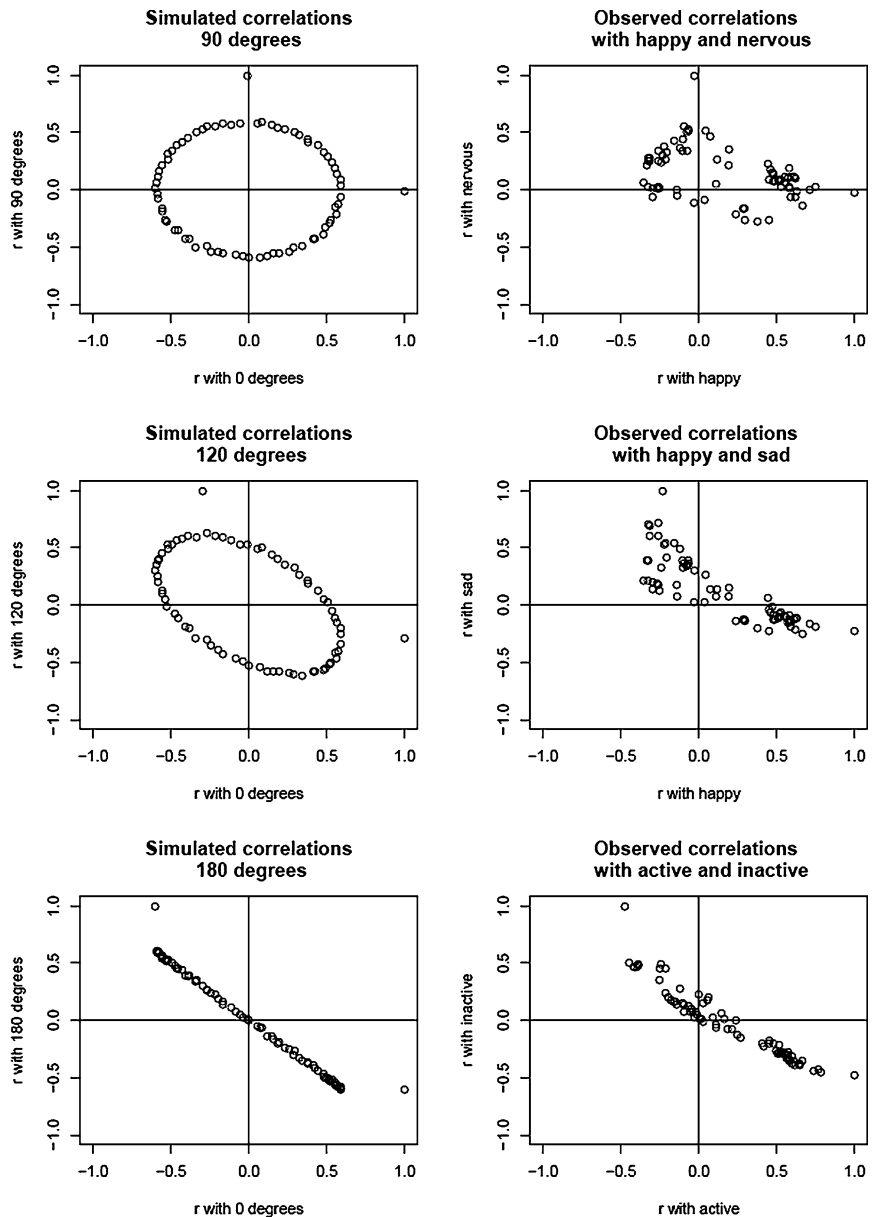 Simulated correlations
90 degrees
1.0
0.5
0.0
−0.5
−1.0
r with 90 degrees
−1.0 −0.5 0.0 0.5 1.0
r with 0 degrees
Observed correlations
with happy and nervous
1.0
0.5
0.0
−0.5
−1.0
r with nervous
−1.0 −0.5 0.0 0.5 1.0
r with happy
Simulated correlations
120 degrees
1.0
0.5
0.0
−0.5
−1.0
r with 120 degrees
−1.0 −0.5 0.0 0.5 1.0
r with 0 degrees
Observed correlations
with happy and sad
1.0
0.5
0.0
−0.5
−1.0
r with sad
−1.0 −0.5 0.0 0.5 1.0
r with happy
Simulated correlations
180 degrees
1.0
0.5
0.0
−0.5
−1.0
r with 180 degrees
−1.0 −0.5 0.0 0.5 1.0
r with 0 degrees
Observed correlations
with active and inactive
1.0
0.5
0.0
−0.5
−1.0
r with inactive
−1.0 −0.5 0.0 0.5 1.0
r with active